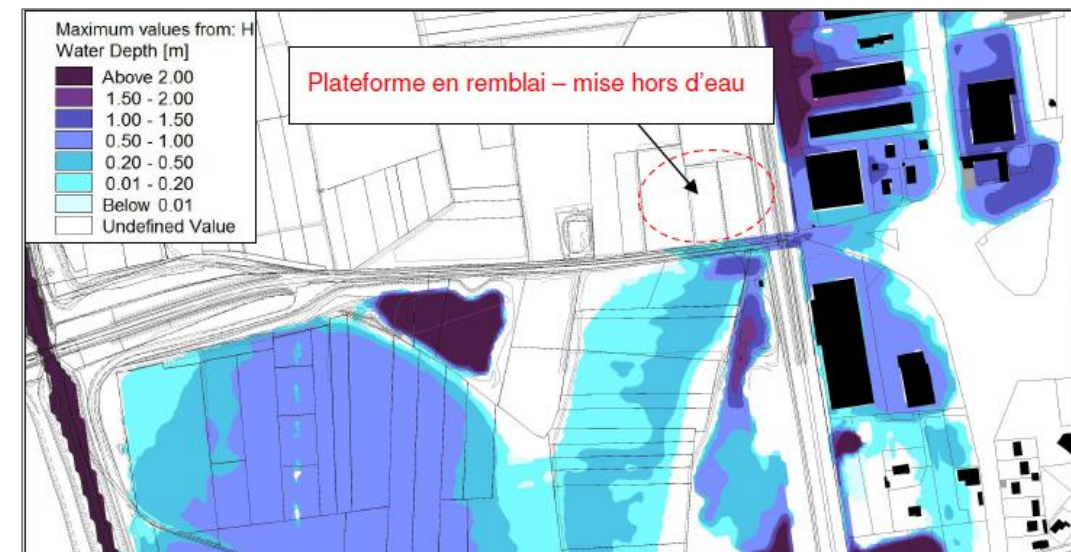 Maximum values from: H
Water Depth [m]
Above 2.00
1.50 - 2.00
1.00 - 1.50
0.50 - 1.00
0.20 - 0.50
0.01 - 0.20
Below 0.01
Undefined Value
Plateforme en remblai – mise hors d'eau